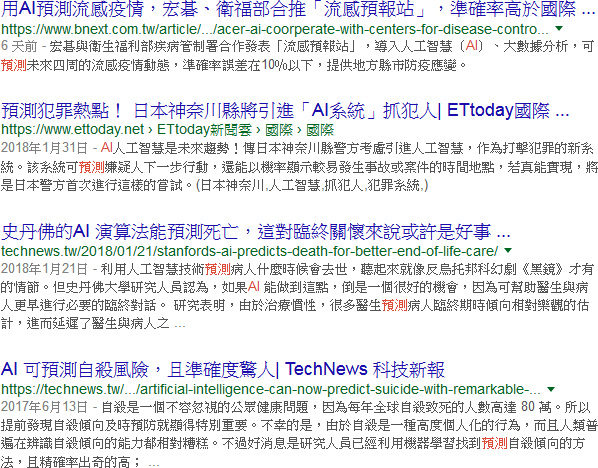 用AI預測流感疫情，宏碁、衛福部合推「流感預報站」，準確率高於國際 ...
https://www.bnext.com.tw/article/.../acer-ai-coorperate-with-centers-for-disease-contro... ▼
6 天前 - 宏碁與衛生福利部疾病管制署合作發表「流感預報站」，導入人工智慧〔AI〕、大數據分析，可
預測未來四周的流感疫情動態，準確率誤差在10％以下，提供地方縣市防疫應變。
預測犯罪熱點！ 日本神奈川縣將引進「AI系統」抓犯人| ETtoday國際 ...
https://www.ettoday.net › ETtoday新聞雲 › 國際 › 國際
2018年1月31日 - AI人工智慧是未來趨勢！傳日本神奈川縣警方考慮引進人工智慧，作為打擊犯罪的新系
統。該系統可預測嫌疑人下一步行動，還能以機率顯示較易發生事故或案件的時間地點，若真能實現，將
是日本警方首次進行這樣的嘗試。(日本神奈川,人工智慧,抓犯人,犯罪系統,)
史丹佛的AI 演算法能預測死亡，這對臨終關懷來說或許是好事 ...
technews.tw/2018/01/21/stanfords-ai-predicts-death-for-better-end-of-life-care/ ▼
2018年1月21日 - 利用人工智慧技術預測病人什麼時候會去世，聽起來就像反烏托邦科幻劇《黑鏡》才有
的情節。但史丹佛大學研究人員認為，如果AI 能做到這點，倒是一個很好的機會，因為可幫助醫生與病
人更早進行必要的臨終對話。 研究表明，由於治療慣性，很多醫生預測病人臨終期時傾向相對樂觀的估
計，進而延遲了醫生與病人之 ...
AI 可預測自殺風險，且準確度驚人| TechNews 科技新報
https://technews.tw/.../artificial-intelligence-can-now-predict-suicide-with-remarkable-... ▼
2017年6月13日 - 自殺是一個不容忽視的公眾健康問題，因為每年全球自殺致死的人數高達 80 萬。所以
提前發現自殺傾向及時預防就顯得特別重要。不幸的是，由於自殺是一種高度個人化的行為，而且人類普
遍在辨識自殺傾向的能力都相對糟糕。不過好消息是研究人員已經利用機器學習找到預測自殺傾向的方
法，且精確率出奇的高； ...